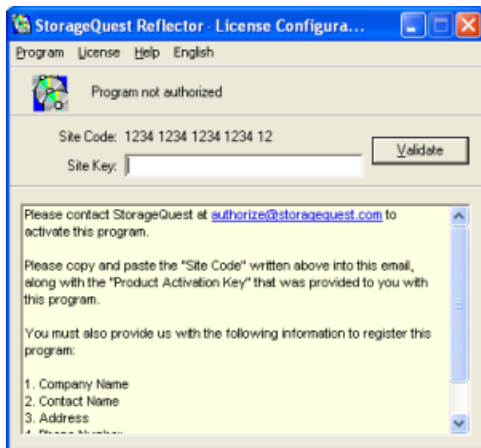 StorageQuest Reflector - License Configura...
Program License Help English
Program not authorized
Site Code: 1234 1234 1234 1234 12
Site Key:
Validate
Please contact StorageQuest at authorize@storagequest.com to
activate this program.
Please copy and paste the "Site Code" written above into this email,
along with the "Product Activation Key" that was provided to you with
this program.
You must also provide us with the following information to register this
program:
1. Company Name
2. Contact Name
3. Address